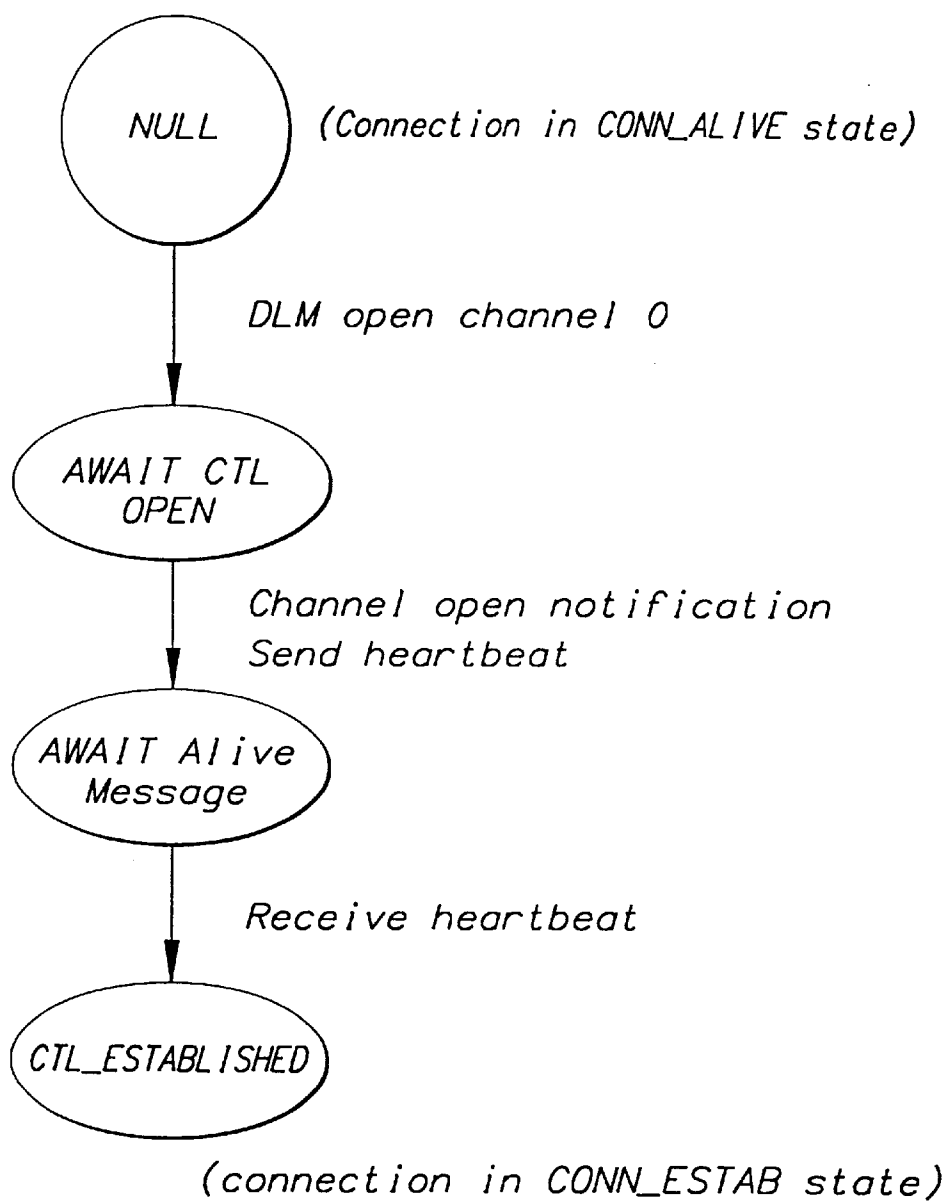 NULL
(Connection in CONN_ALIVE state)
DLM open channel 0
AWAIT CTL
OPEN
Channel open notification
Send heartbeat
AWAIT Alive
Message
Receive heartbeat
CTL_ESTABLISHED
(connection in CONN_ESTAB state)